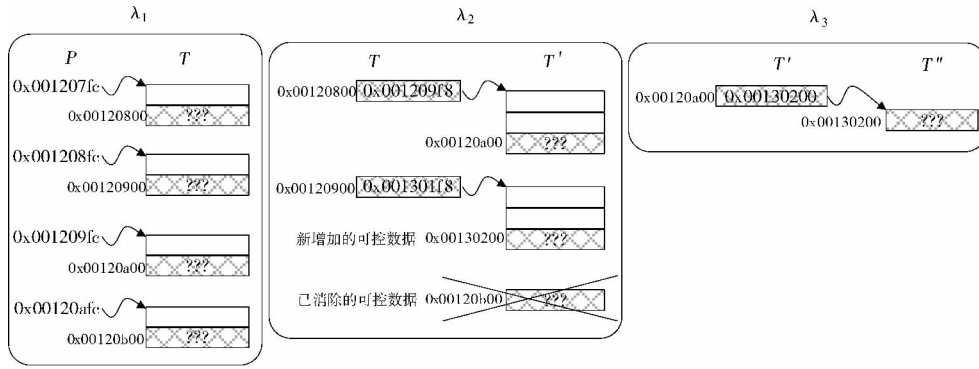 λ1
P T
0x001207fc
0x00120800 ???
0x001208fc
0x00120900 ???
0x001209fc
0x00120a00 ???
0x00120afc
0x00120b00 ???
λ2
T T'
0x00120800 0x001209f8
0x00120a00 ???
0x00120900 0x001301f8
新增加的可控数据 0x00130200 ???
已消除的可控数据 0x00120b00 ???
λ3
T' T"
0x00120a00 0x00130200
0x00130200 ???